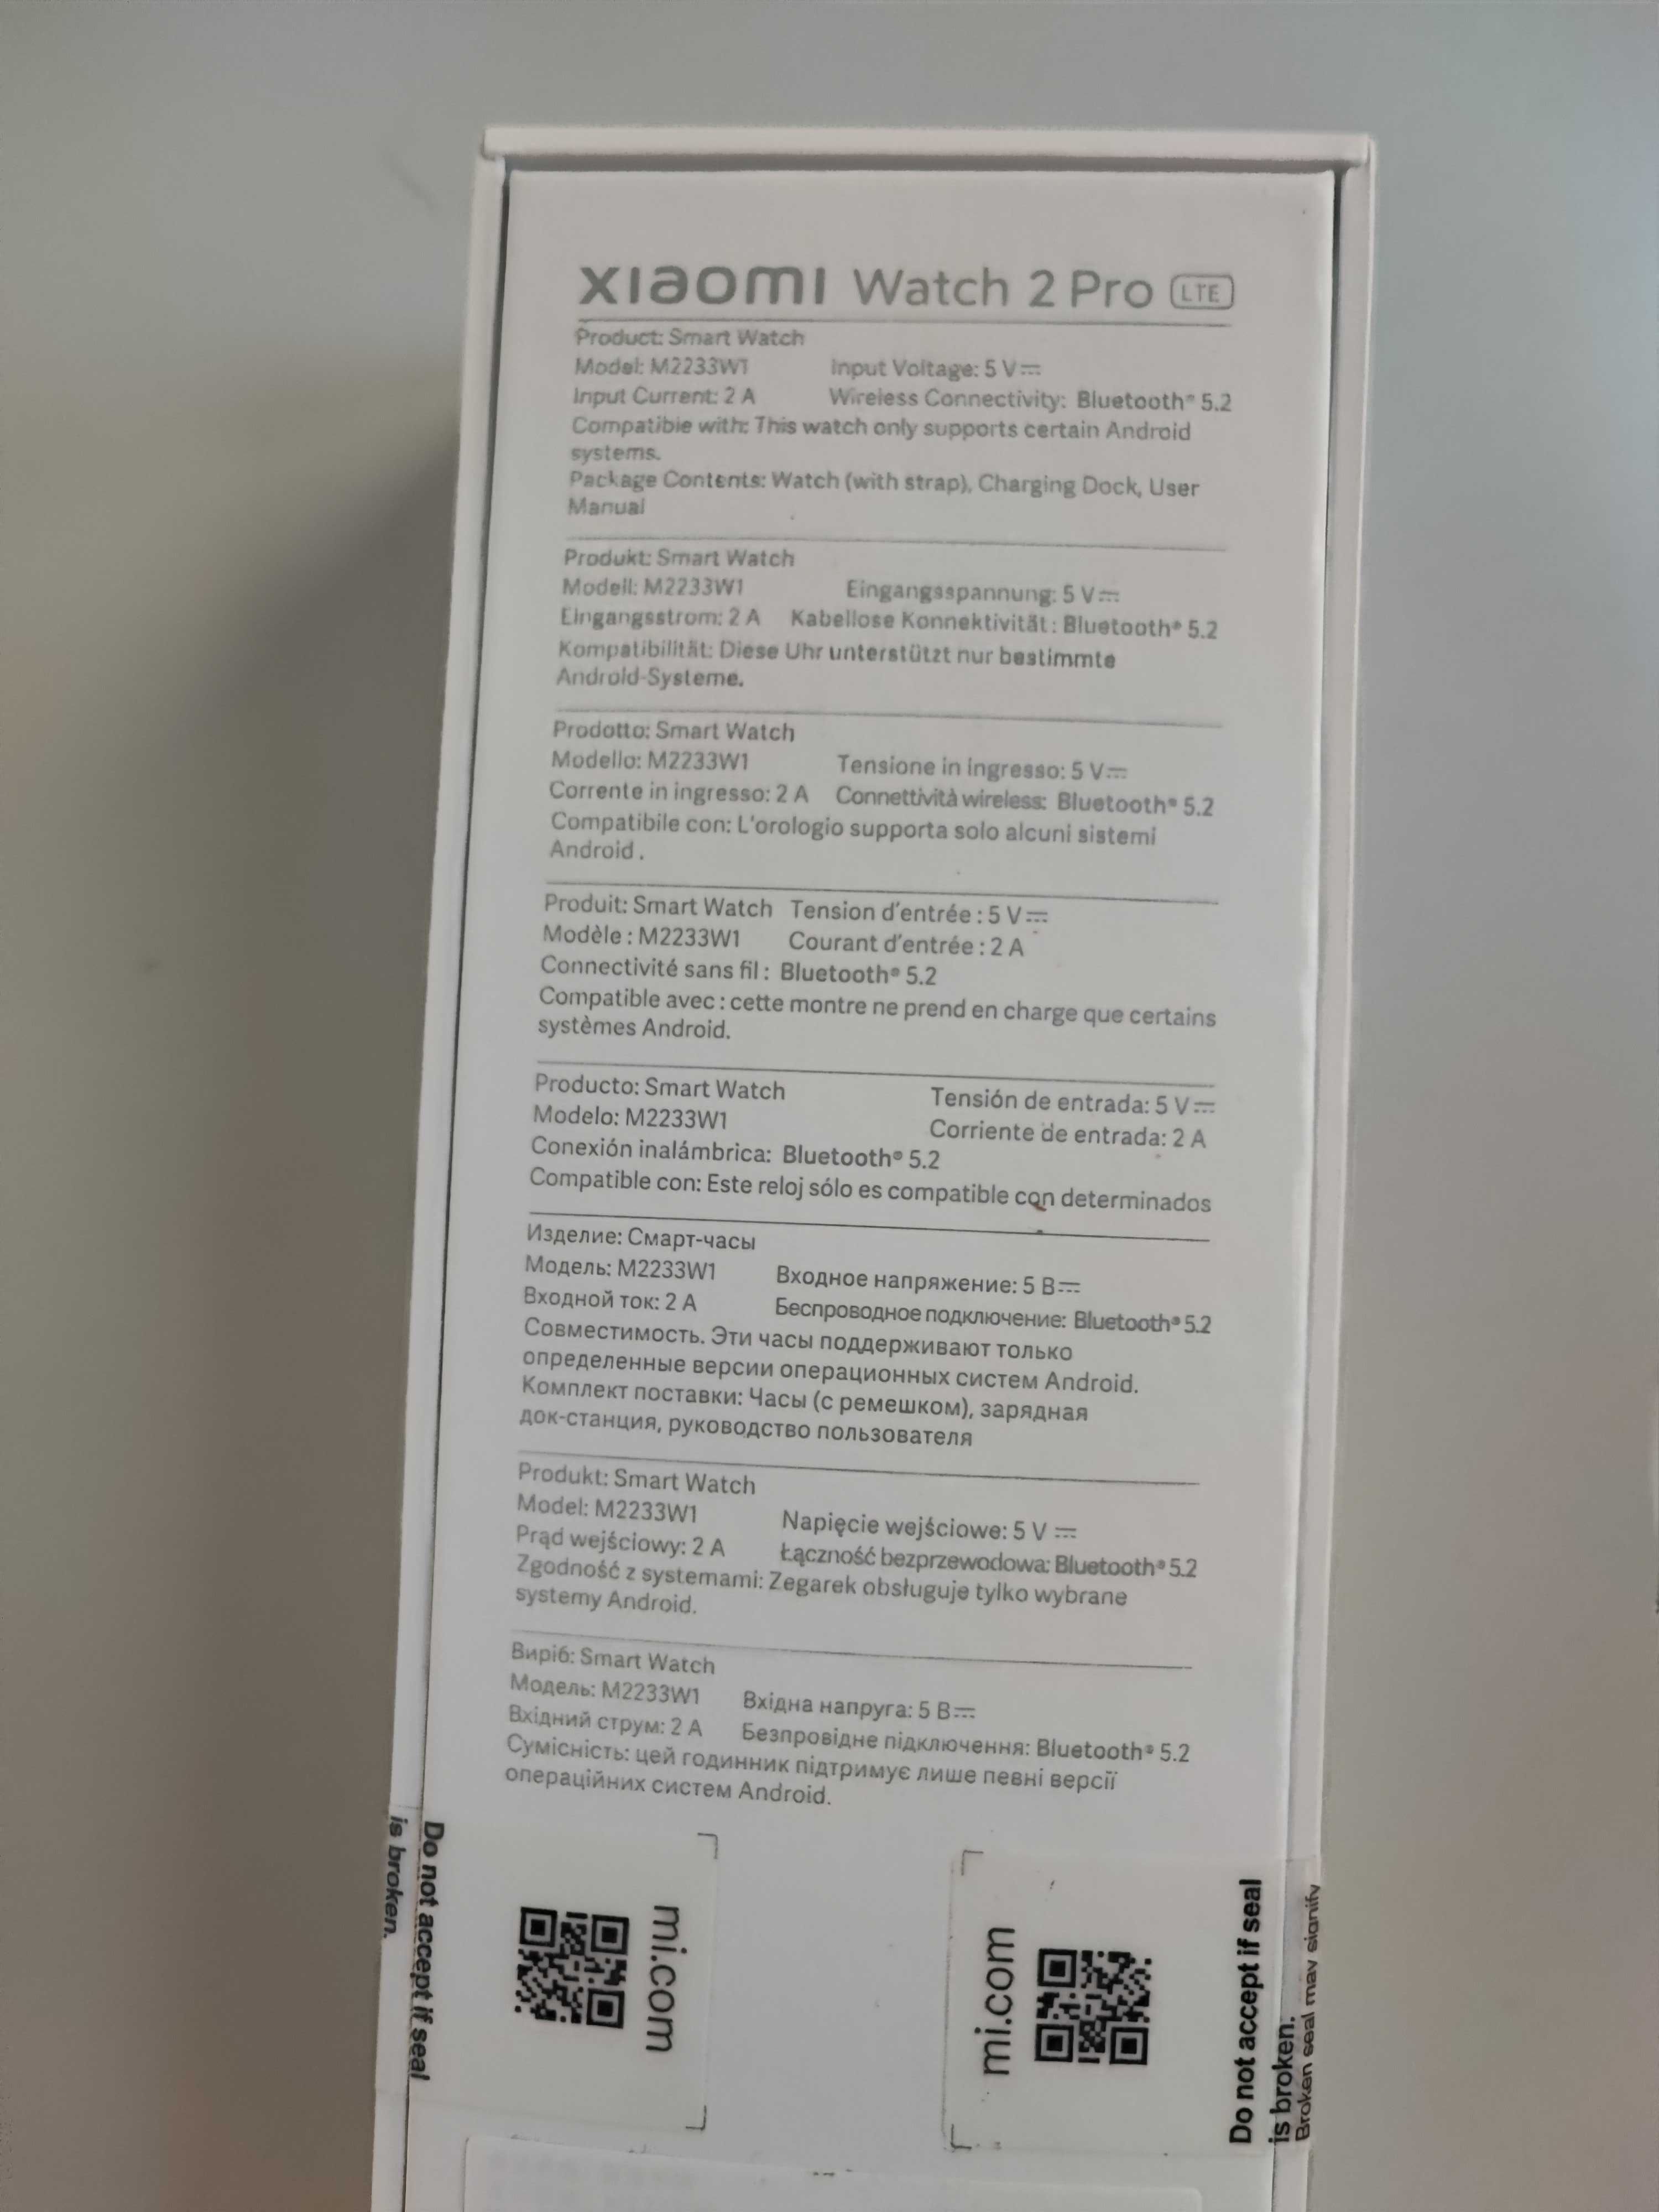 xiaomi Watch 2 Pro LTE
Product: Smart Watch
Model: M2233W1 Input Voltage: 5 V⎓
Input Current: 2 A Wireless Connectivity: Bluetooth® 5.2
Compatible with: This watch only supports certain Android
systems.
Package Contents: Watch (with strap), Charging Dock, User
Manual
Produkt: Smart Watch
Modell: M2233W1 Eingangsspannung: 5 V⎓
Eingangsstrom: 2 A Kabellose Konnektivität: Bluetooth® 5.2
Kompatibilität: Diese Uhr unterstützt nur bestimmte
Android-Systeme.
Prodotto: Smart Watch
Modello: M2233W1 Tensione in ingresso: 5 V⎓
Corrente in ingresso: 2 A Connettività wireless: Bluetooth® 5.2
Compatibile con: L'orologio supporta solo alcuni sistemi
Android.
Produit: Smart Watch Tension d'entrée : 5 V⎓
Modèle : M2233W1 Courant d'entrée : 2 A
Connectivité sans fil : Bluetooth® 5.2
Compatible avec : cette montre ne prend en charge que certains
systèmes Android.
Producto: Smart Watch Tensión de entrada: 5 V⎓
Modelo: M2233W1 Corriente de entrada: 2 A
Conexión inalámbrica: Bluetooth® 5.2
Compatible con: Este reloj sólo es compatible con determinados
Изделие: Смарт-часы
Модель: M2233W1 Входное напряжение: 5 В⎓
Входной ток: 2 А Беспроводное подключение: Bluetooth® 5.2
Совместимость. Эти часы поддерживают только
определенные версии операционных систем Android.
Комплект поставки: Часы (с ремешком), зарядная
док-станция, руководство пользователя
Produkt: Smart Watch
Model: M2233W1 Napięcie wejściowe: 5 V⎓
Prąd wejściowy: 2 A Łączność bezprzewodowa: Bluetooth® 5.2
Zgodność z systemami: Zegarek obsługuje tylko wybrane
systemy Android.
Виріб: Smart Watch
Модель: M2233W1 Вхідна напруга: 5 В⎓
Вхідний струм: 2 А Безпровідне підключення: Bluetooth® 5.2
Сумісність: цей годинник підтримує лише певні версії
операційних систем Android.
Do not accept if seal
is broken.
mi.com
mi.com
Do not accept if seal
is broken.
Broken seal may signify